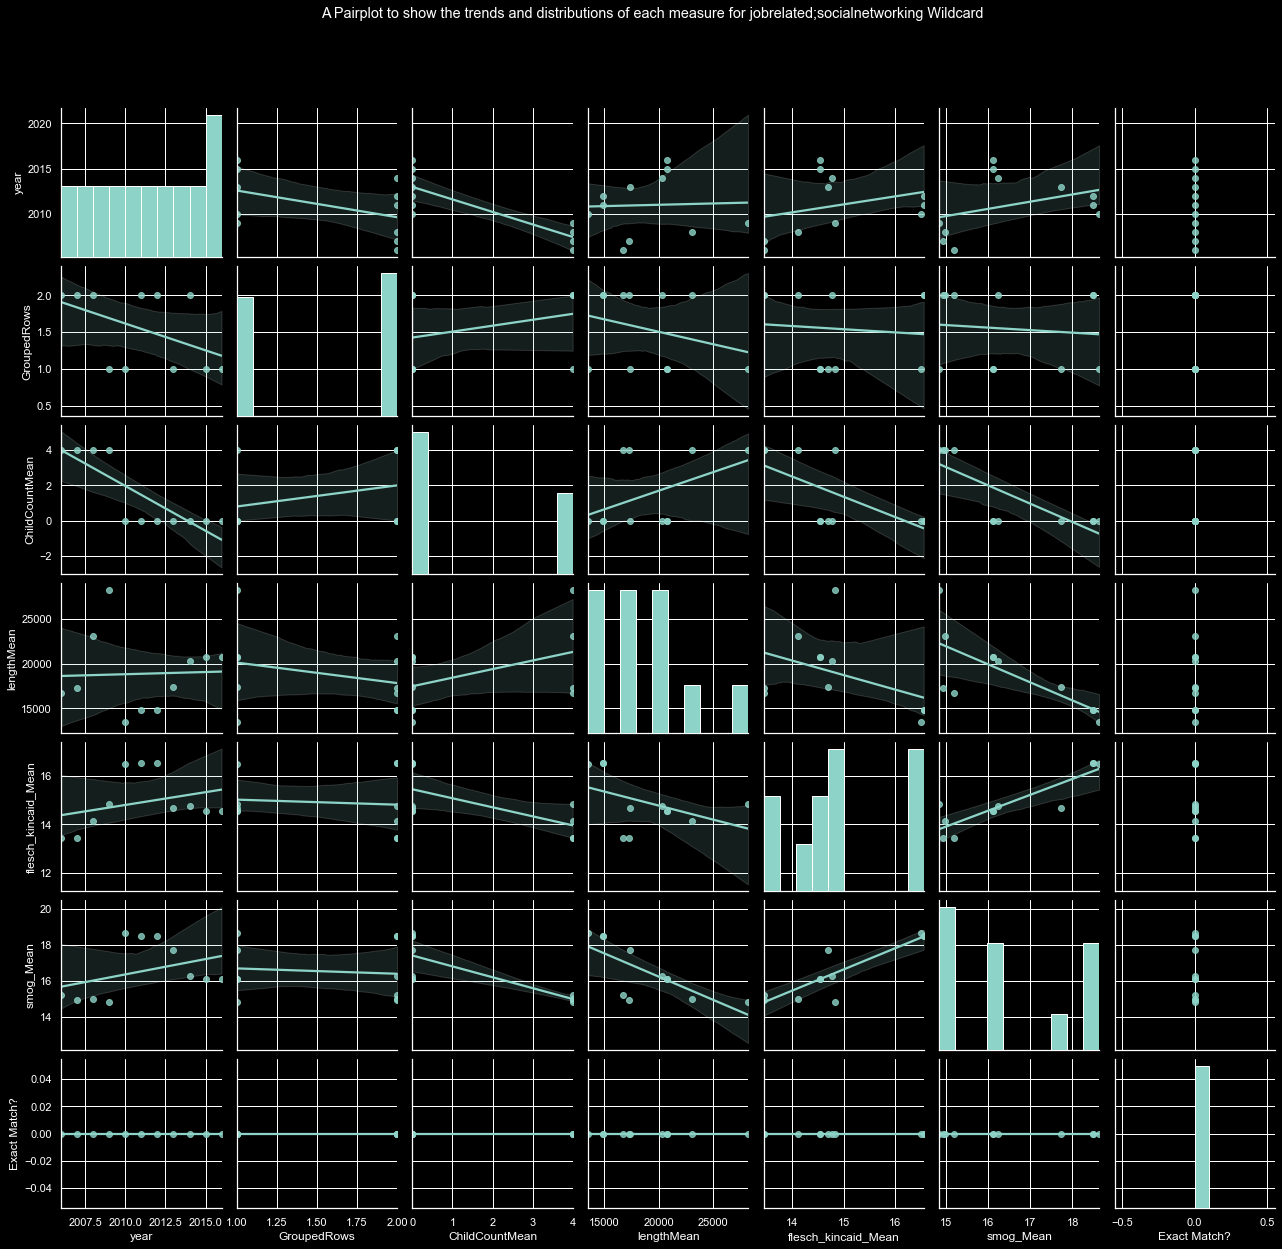 A Pairplot to show the trends and distributions of each measure for jobrelated;socialnetworking Wildcard
2020
2015
2010
year
2.0
1.5
1.0
0.5
GroupedRows
4
2
0
−2
ChildCountMean
25000
20000
15000
lengthMean
16
14
12
flesch_kincaid_Mean
20
18
16
14
smog_Mean
0.04
0.02
0.00
−0.02
−0.04
Exact Match?
2007.5 2010.0 2012.5 2015.0 1.00 1.25 1.50 1.75 2.00 0 1 2 3 4 15000 20000 25000 14 15 16 15 16 17 18 −0.5 0.0 0.5
year GroupedRows ChildCountMean lengthMean flesch_kincaid_Mean smog_Mean Exact Match?